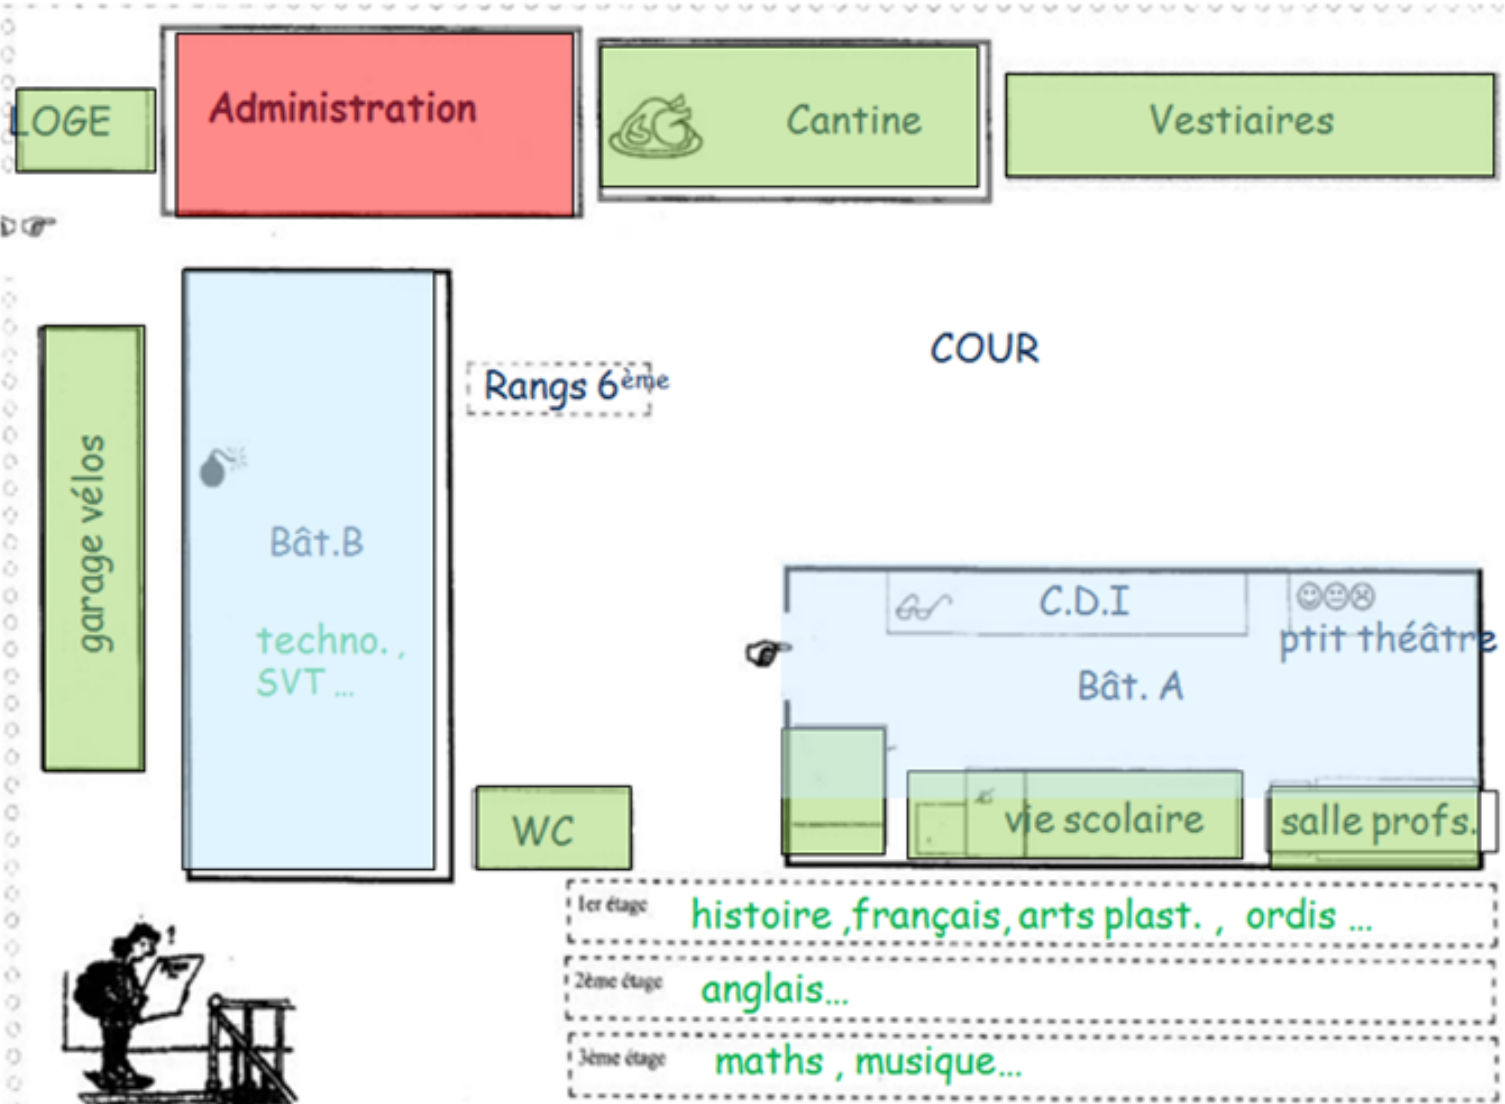 LOGE
Administration
Cantine
Vestiaires
COUR
Rangs 6ème
garage vélos
Bât.B
techno. ,
SVT ...
C.D.I
ptit théâtre
Bât. A
WC
vie scolaire
salle profs.
1er étage
histoire ,français, arts plast. , ordis ...
2ème étage
anglais...
3ème étage
maths , musique...
!